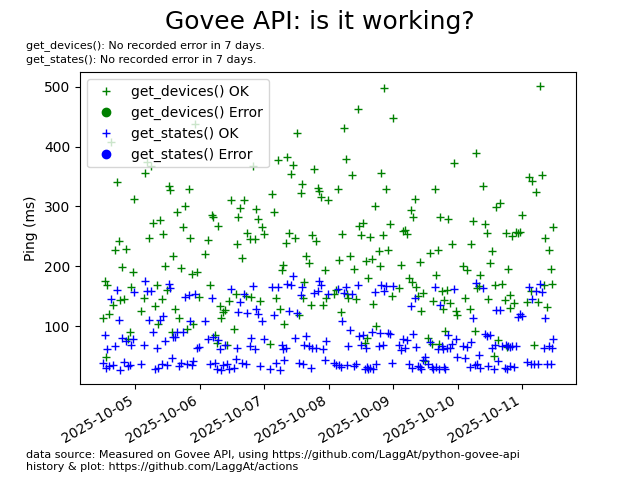 Govee API: is it working?
get_devices(): No recorded error in 7 days.
get_states(): No recorded error in 7 days.
get_devices() OK
get_devices() Error
get_states() OK
get_states() Error
Ping (ms)
500
400
300
200
100
2025-10-05
2025-10-06
2025-10-07
2025-10-08
2025-10-09
2025-10-10
2025-10-11
data source: Measured on Govee API, using https://github.com/LaggAt/python-govee-api
history & plot: https://github.com/LaggAt/actions